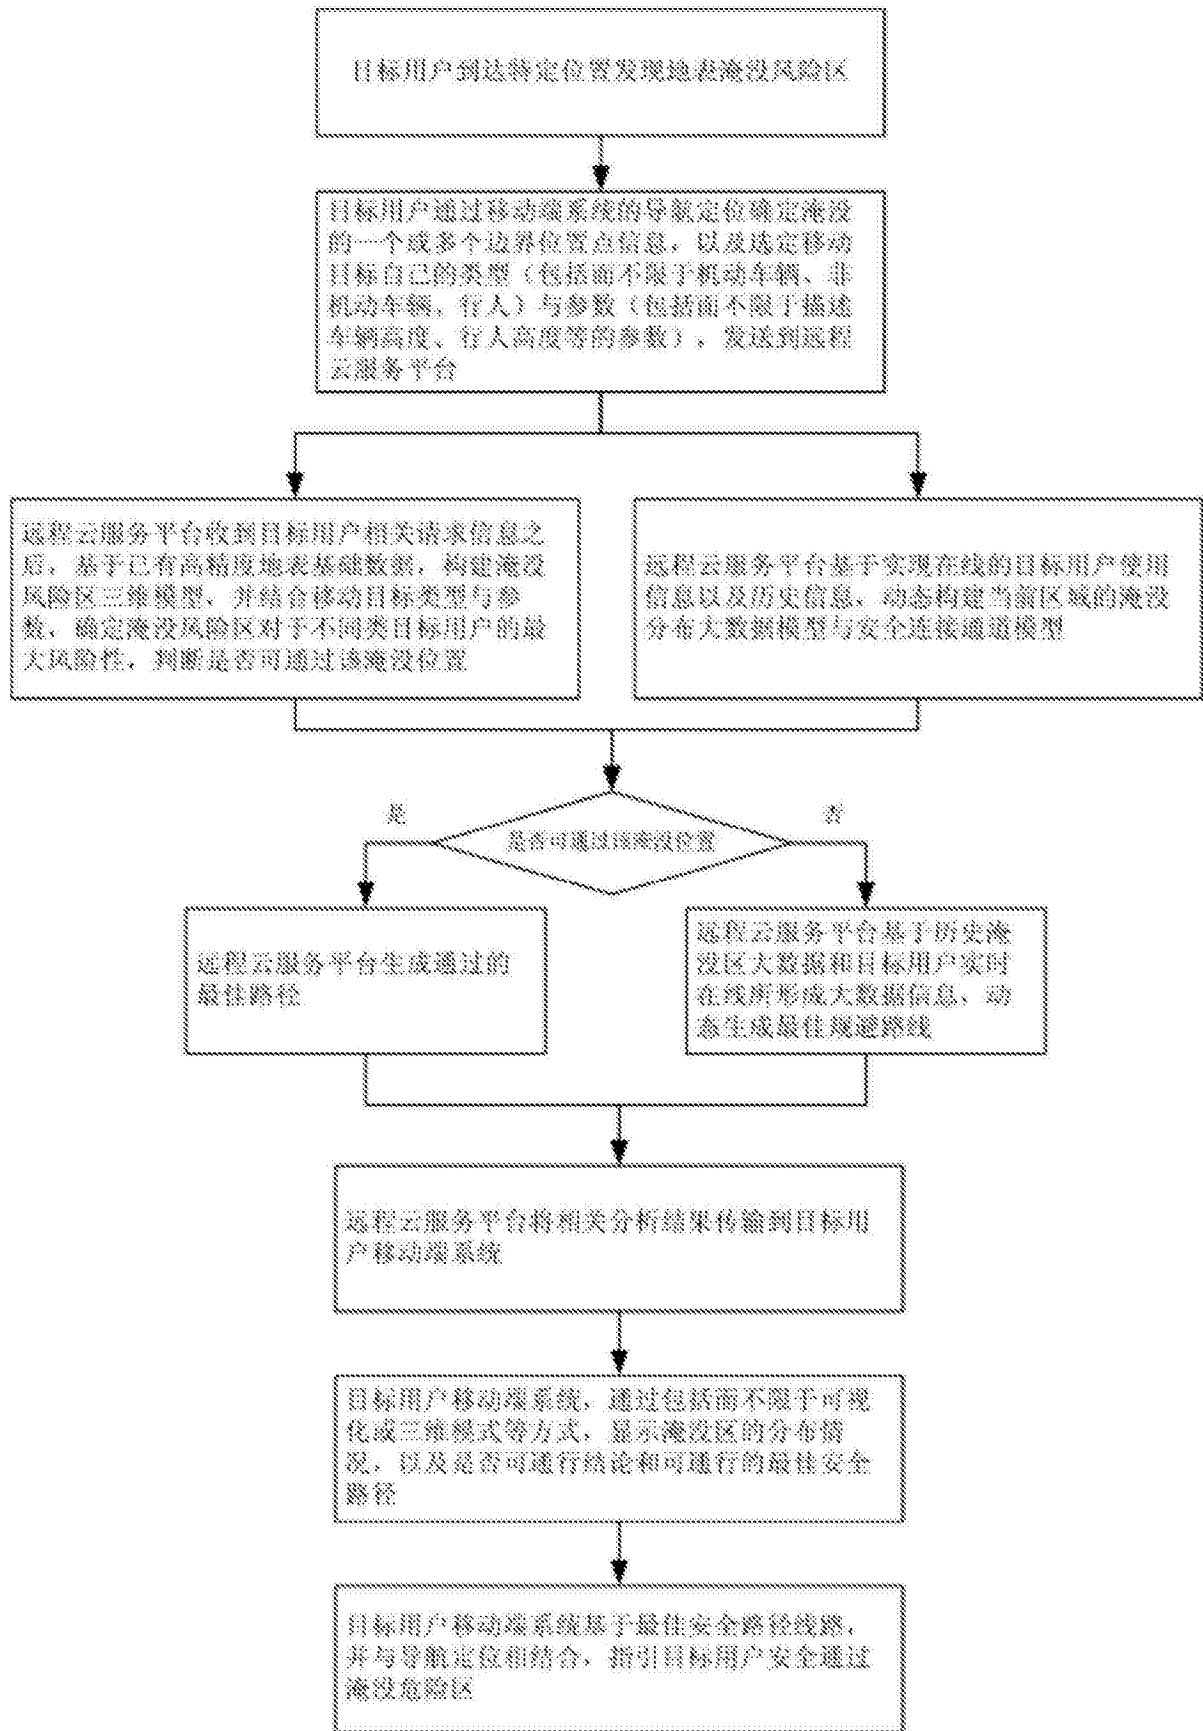 目标用户到达特定位置发现地表淹没风险区
目标用户通过移动端系统的导航定位确定淹没
的一个或多个边界位置点信息，以及选定移动
目标自己的类型（包括而不限于机动车辆、非
机动车辆、行人）与参数（包括而不限于描述
车辆高度、行人高度等的参数），发送到远程
云服务平台
远程云服务平台收到目标用户相关请求信息之
后，基于已有高精度地表基础数据，构建淹没
风险区三维模型，并结合移动目标类型与参
数，确定淹没风险区对于不同类目标用户的最
大风险性，判断是否可通过该淹没位置
远程云服务平台基于实现在线的目标用户使用
信息以及历史信息，动态构建当前区域的淹没
分布大数据模型与安全连接通道模型
是
否
是否可通过该淹没位置
远程云服务平台生成通过的
最佳路径
远程云服务平台基于历史淹
没区大数据和目标用户实时
在线所形成大数据信息，动
态生成最佳规避路线
远程云服务平台将相关分析结果传输到目标用
户移动端系统
目标用户移动端系统，通过包括而不限于可视
化或三维模式等方式，显示淹没区的分布情
况，以及是否可通行结论和可通行的最佳安全
路径
目标用户移动端系统基于最佳安全路径线路，
并与导航定位相结合，指引目标用户安全通过
淹没危险区